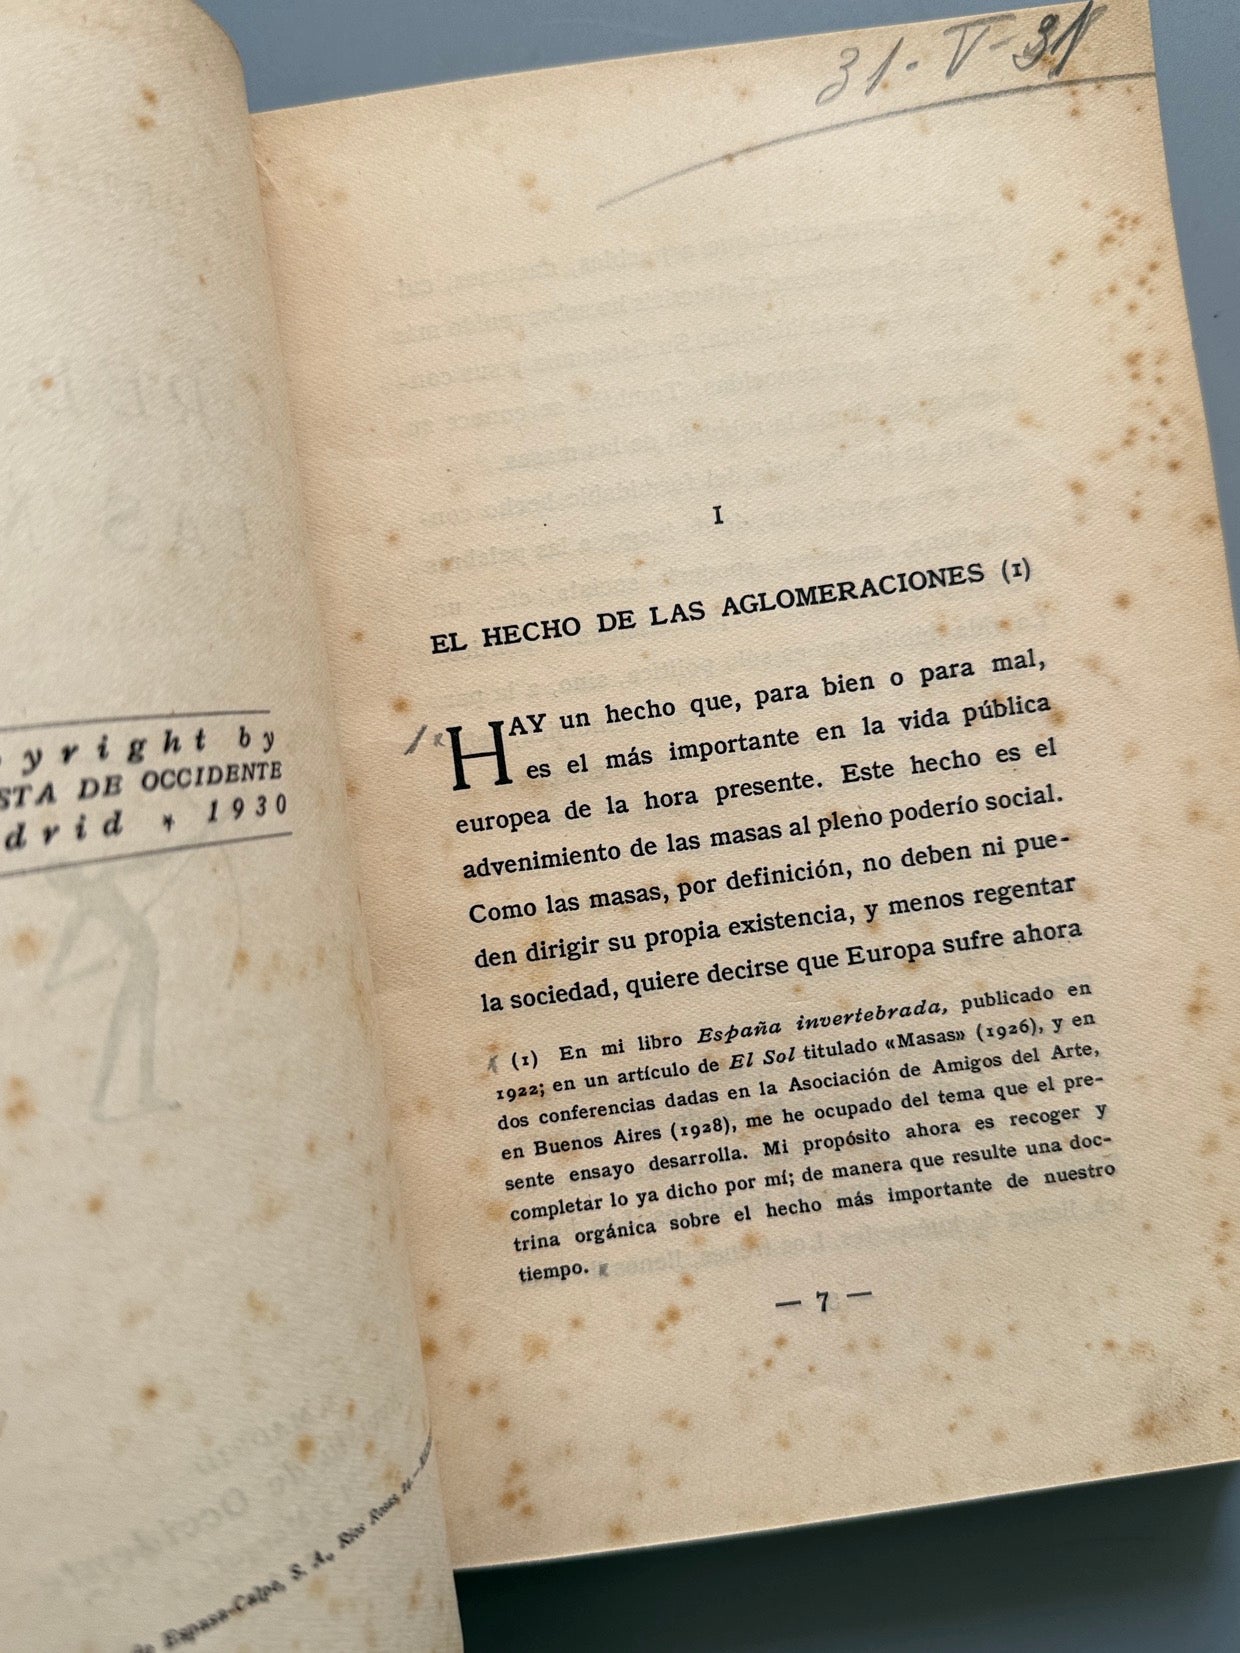 yright by
STA DE OCCIDENTE
drid * 1930
de Espasa-Calpe, S. A., Ríos Rosas, 24.—
31-V-31
I
EL HECHO DE LAS AGLOMERACIONES (1)
HAY un hecho que, para bien o para mal,
es el más importante en la vida pública
europea de la hora presente. Este hecho es el
advenimiento de las masas al pleno poderío social.
Como las masas, por definición, no deben ni pue-
den dirigir su propia existencia, y menos regentar
la sociedad, quiere decirse que Europa sufre ahora
(1) En mi libro España invertebrada, publicado en
1922; en un artículo de El Sol titulado «Masas» (1926), y en
dos conferencias dadas en la Asociación de Amigos del Arte,
en Buenos Aires (1928), me he ocupado del tema que el pre-
sente ensayo desarrolla. Mi propósito ahora es recoger y
completar lo ya dicho por mí; de manera que resulte una doc-
trina orgánica sobre el hecho más importante de nuestro
tiempo.
— 7 —